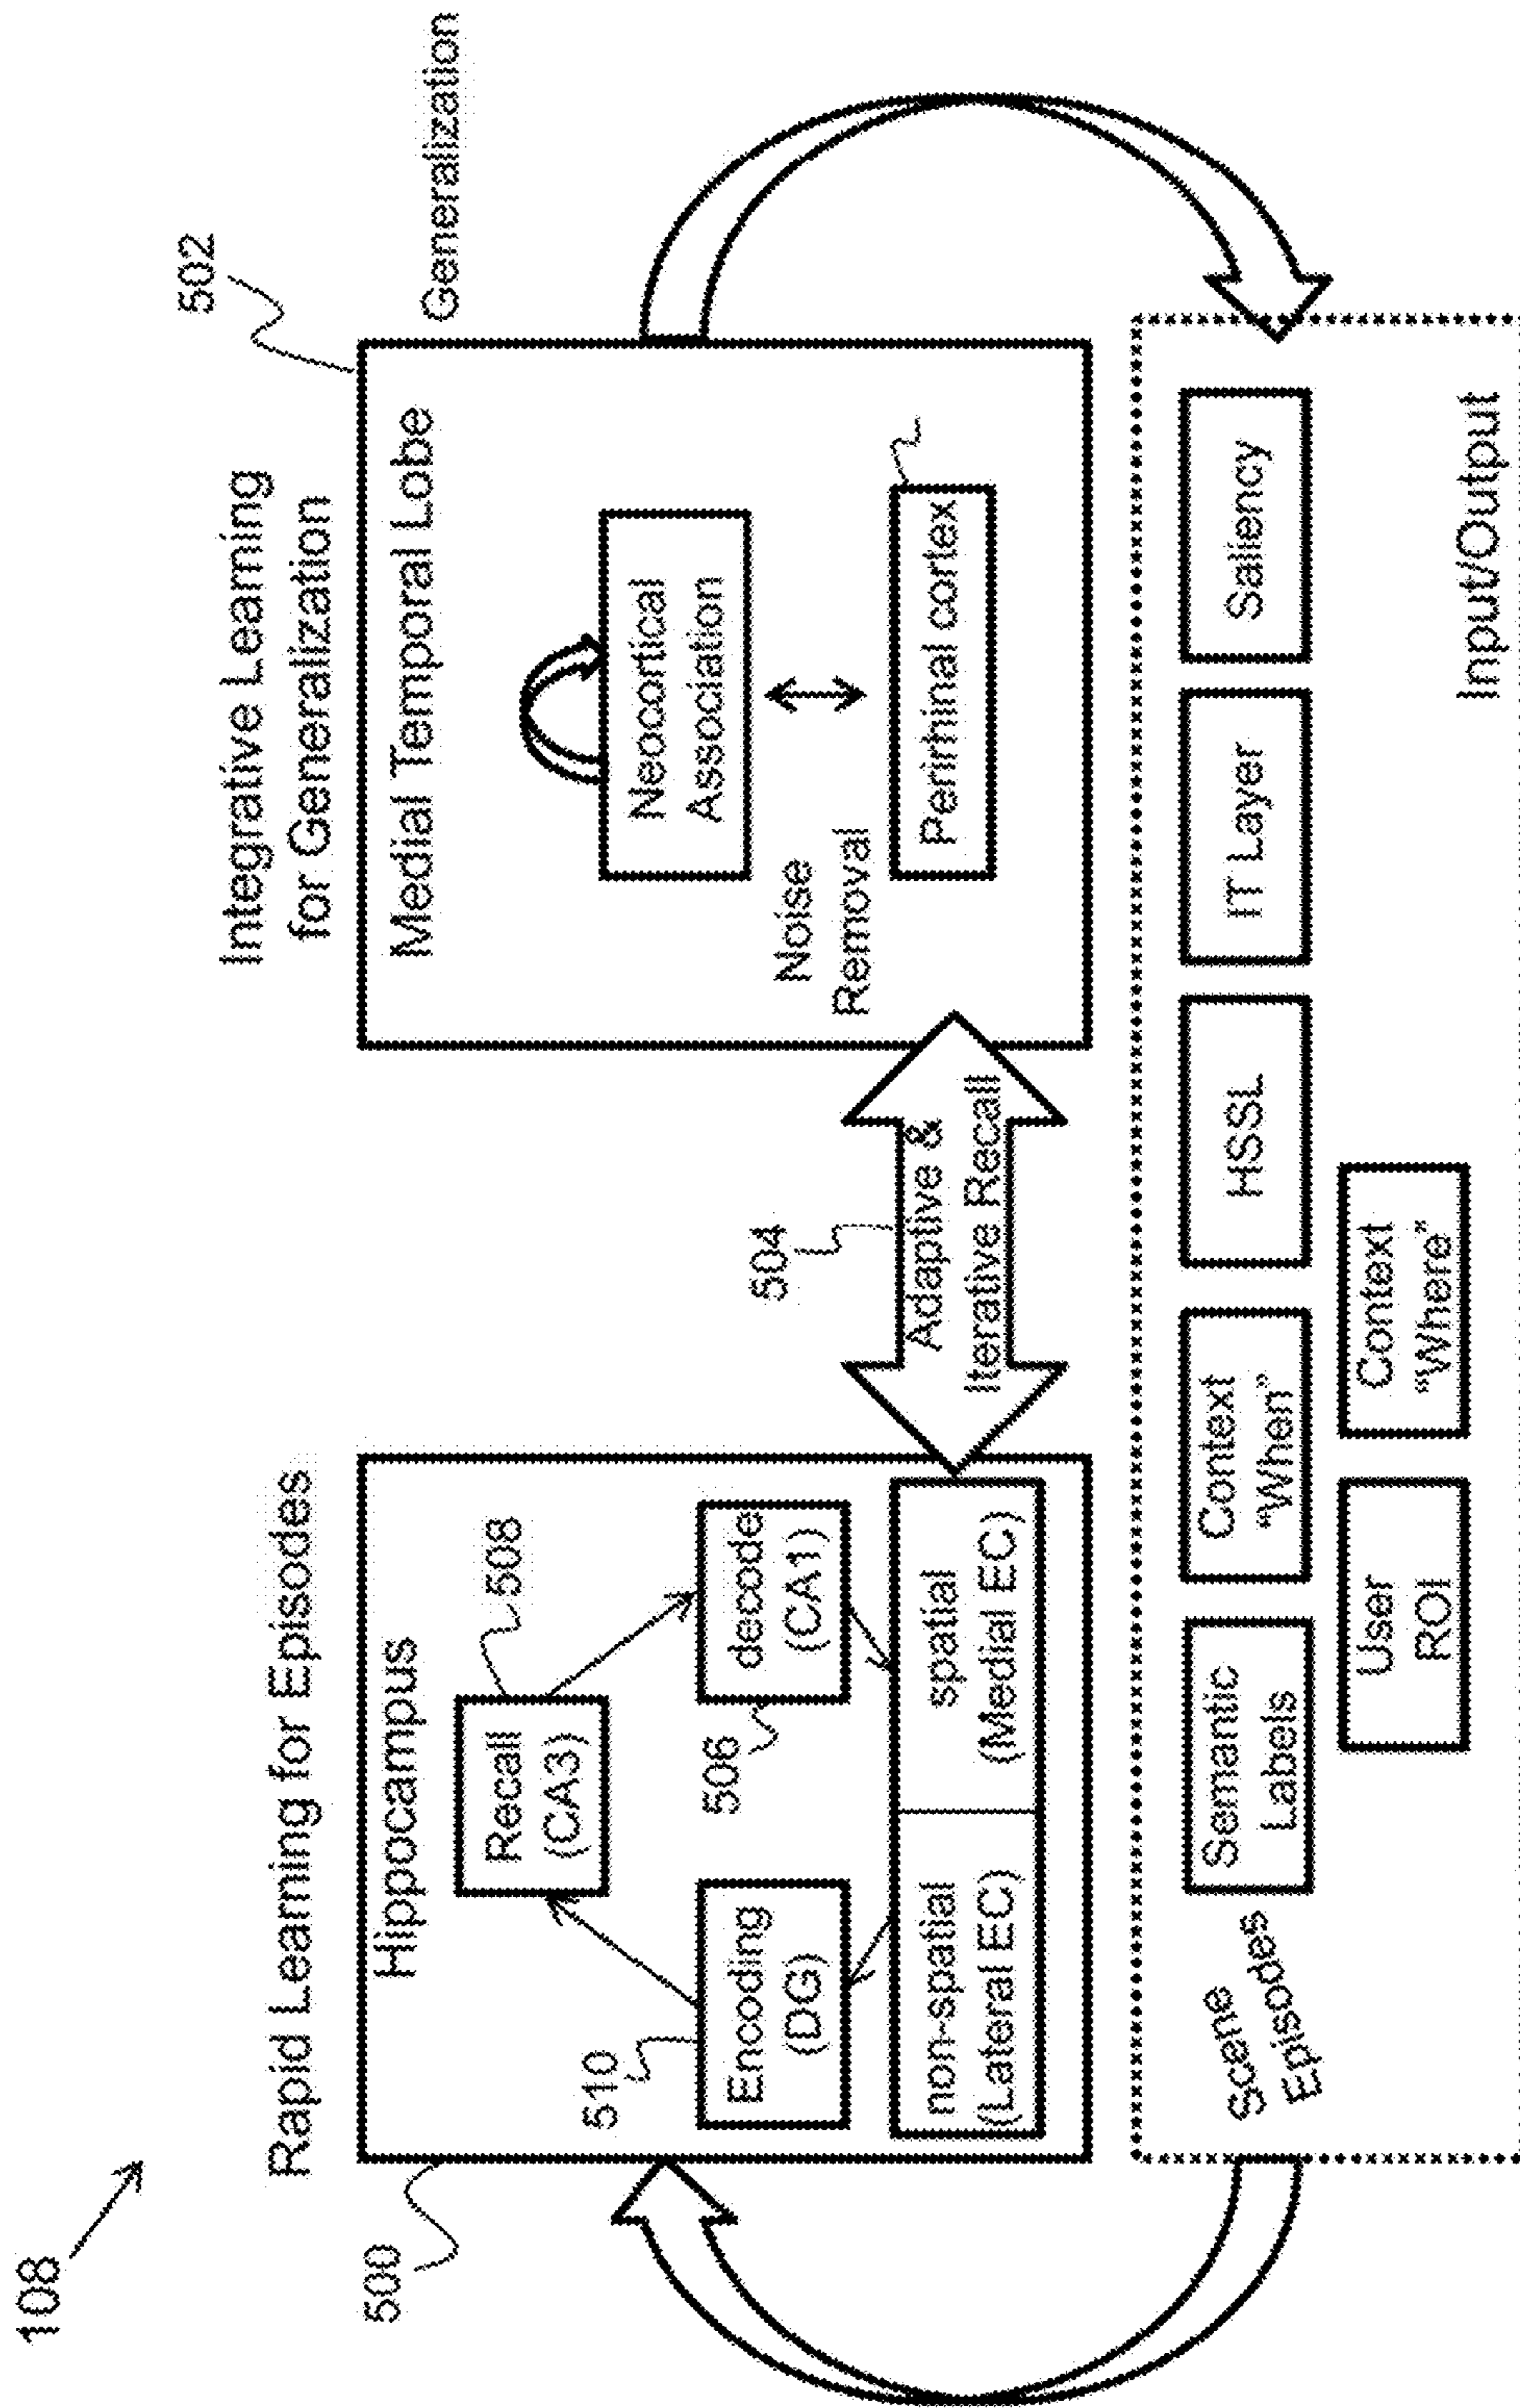 108
Rapid Learning for Episodes
500
Hippocampus
Recall
(CA3)
508
510
Encoding
(DG)
506
decode
(CA1)
non-spatial
(Lateral EC)
spatial
(Medial EC)
504
Adaptive &
Iterative Recall
Integrative Learning
for Generalization
502
Medial Temporal Lobe
Generalization
Neocortical
Association
Noise
Removal
Perirhinal cortex
Scene
Episodes
Semantic
Labels
Context
“When”
HSSL
IT Layer
Saliency
User
ROI
Context
“Where”
Input/Output